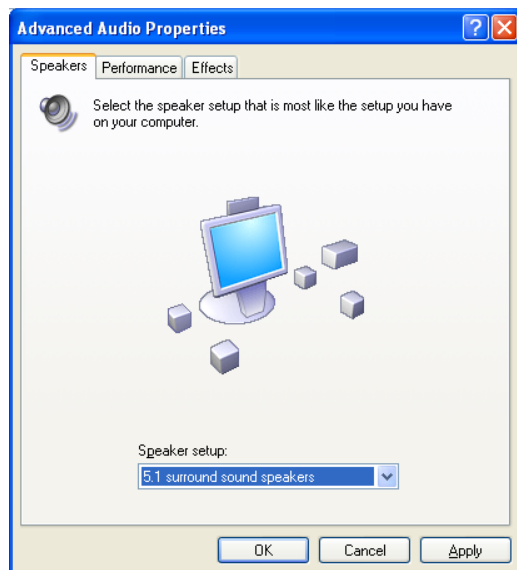 Advanced Audio Properties
Speakers Performance Effects
Select the speaker setup that is most like the setup you have
on your computer.
Speaker setup:
5.1 surround sound speakers
OK Cancel Apply